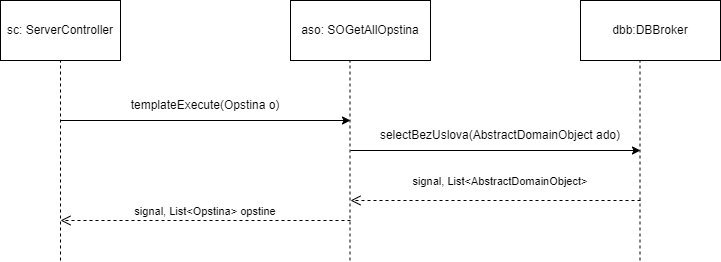 sc: ServerController
aso: SOGetAllOpstina
dbb:DBBroker
templateExecute(Opstina o)
selectBezUslova(AbstractDomainObject ado)
signal, List<AbstractDomainObject>
signal, List<Opstina> opstine